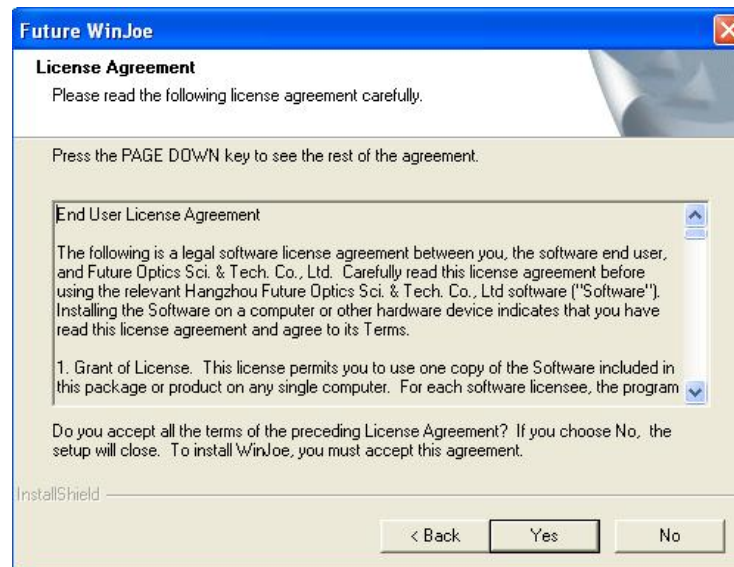 Future WinJoe
License Agreement
Please read the following license agreement carefully.
Press the PAGE DOWN key to see the rest of the agreement.
End User License Agreement
The following is a legal software license agreement between you, the software end user,
and Future Optics Sci. & Tech. Co., Ltd.  Carefully read this license agreement before
using the relevant Hangzhou Future Optics Sci. & Tech. Co., Ltd software ("Software").
Installing the Software on a computer or other hardware device indicates that you have
read this license agreement and agree to its Terms.
1. Grant of License.  This license permits you to use one copy of the Software included in
this package or product on any single computer.  For each software licensee, the program
Do you accept all the terms of the preceding License Agreement?  If you choose No,  the
setup will close.  To install WinJoe, you must accept this agreement.
InstallShield
< Back
Yes
No